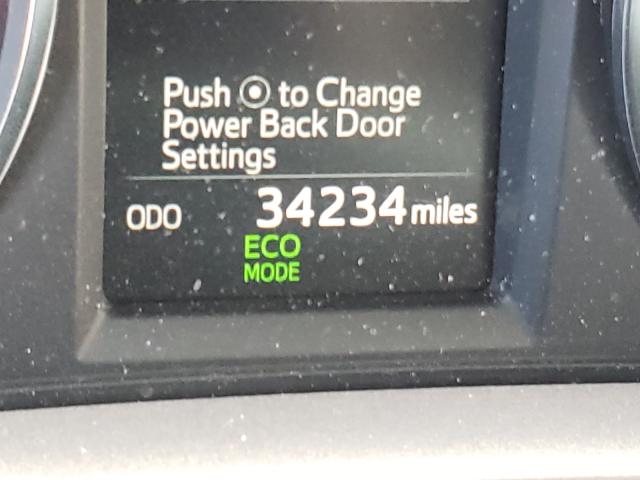 Push ⦿ to Change
Power Back Door
Settings
ODO 34234 miles
ECO
MODE